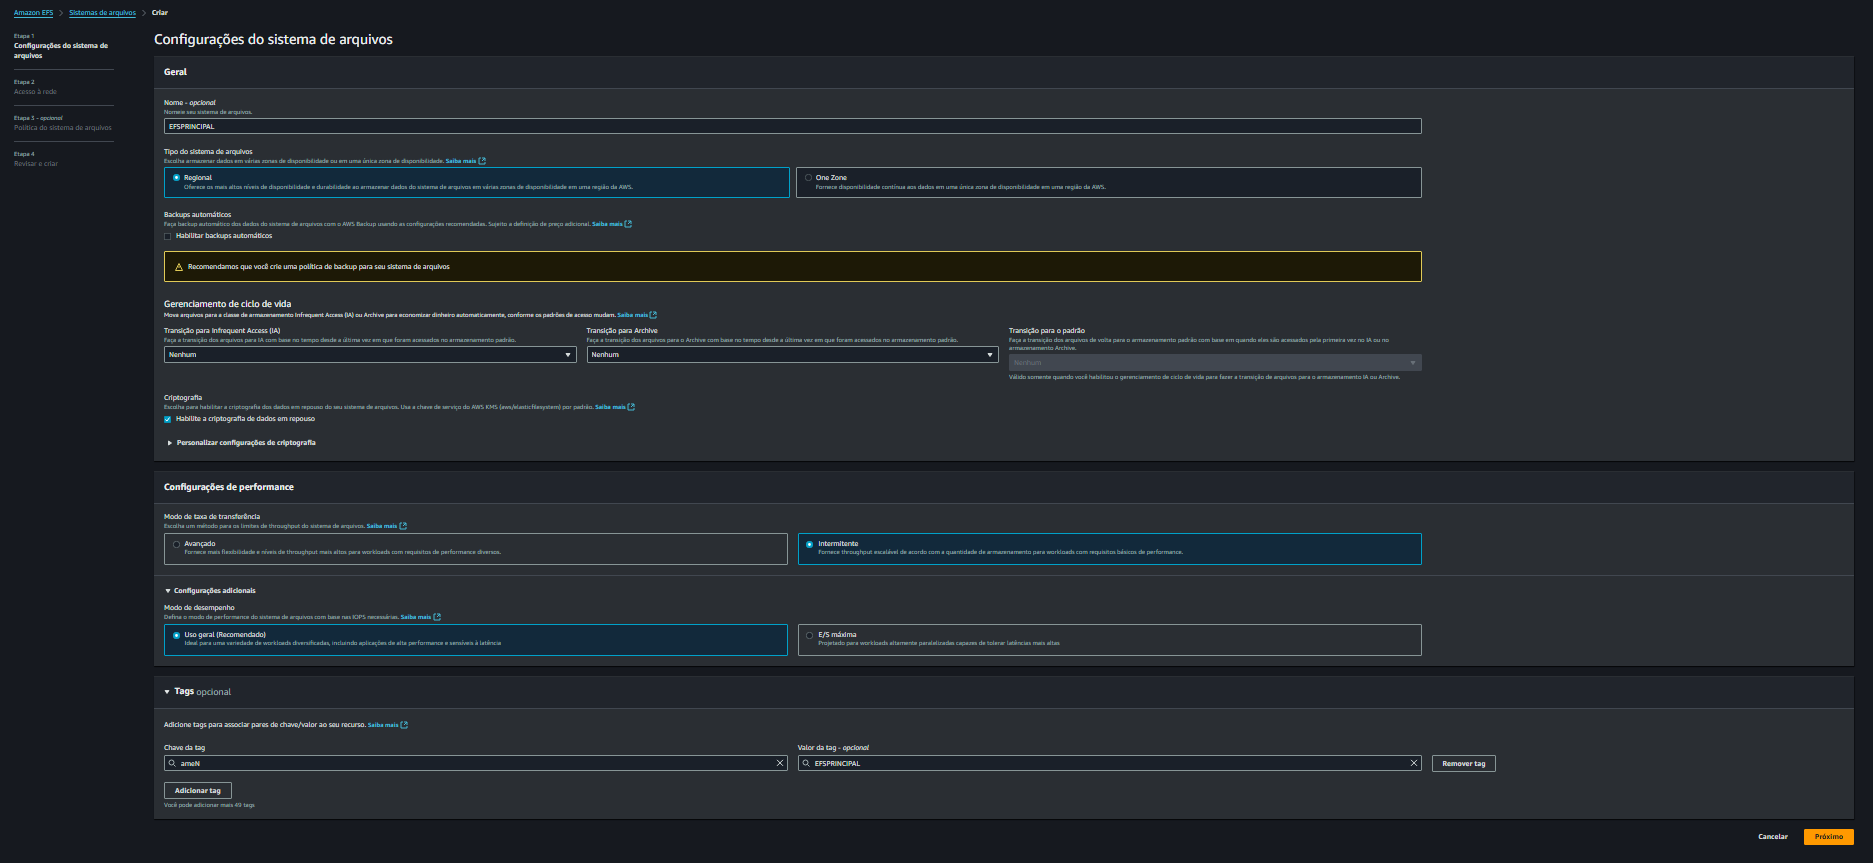 Amazon EFS > Sistemas de arquivos > Criar
Etapa 1
Configurações do sistema de
arquivos
Etapa 2
Acesso à rede
Etapa 3 - opcional
Política do sistema de arquivos
Etapa 4
Revisar e criar
Configurações do sistema de arquivos
Geral
Nome - opcional
Nomeie seu sistema de arquivos.
EFSPRINCIPAL
Tipo do sistema de arquivos
Escolha armazenar dados em várias zonas de disponibilidade ou em uma única zona de disponibilidade. Saiba mais
Regional
Oferece os mais altos níveis de disponibilidade e durabilidade ao armazenar dados do sistema de arquivo em várias zonas de disponibilidade em uma região da AWS.
One Zone
Fornece disponibilidade contínua aos dados em uma única zona de disponibilidade em uma região da AWS.
Backups automáticos
Faça backup automático dos dados do sistema de arquivos com o AWS Backup usando as configurações recomendadas. Sujeito a definição de preço adicional. Saiba mais
Habilitar backups automáticos
Recomendamos que você crie uma política de backup para seu sistema de arquivos
Gerenciamento de ciclo de vida
Mova arquivos para a classe de armazenamento Infrequent Access (IA) ou Archive para economizar dinheiro automaticamente, conforme os padrões de acesso mudam. Saiba mais
Transição para Infrequent Access (IA)
Faça a transição dos arquivos para IA com base no tempo desde a última vez em que foram acessados no armazenamento padrão.
Nenhum
Transição para Archive
Faça a transição dos arquivos para o Archive com base no tempo desde a última vez em que foram acessados no armazenamento padrão.
Nenhum
Transição para o padrão
Faça a transição dos arquivos de volta para o armazenamento padrão com base em quando eles são acessados pela primeira vez no IA ou no
armazenamento Archive.
Nenhum
Válido somente quando você habilitou o gerenciamento de ciclo de vida para fazer a transição de arquivos para o armazenamento IA ou Archive.
Criptografia
Escolha para habilitar a criptografia dos dados em repouso do seu sistema de arquivos. Usa a chave de serviço do AWS KMS (aws/elasticfilesystem) por padrão. Saiba mais
Habilite a criptografia de dados em repouso
Personalizar configurações de criptografia
Configurações de performance
Modo de taxa de transferência
Escolha um método para os limites de throughput do sistema de arquivos. Saiba mais
Avançado
Fornece mais flexibilidade e níveis de throughput mais altos para workloads com requisitos de performance diversos.
Intermitente
Fornece throughput escalável de acordo com a quantidade de armazenamento para workloads com requisitos básicos de performance.
Configurações adicionais
Modo de desempenho
Defina o modo de performance do sistema de arquivos com base nas IOPS necessárias. Saiba mais
Uso geral (Recomendado)
Ideal para uma variedade de workloads diversificadas, incluindo aplicações de alta performance e sensíveis à latência
E/S máxima
Projetado para workloads altamente paralelizadas capazes de tolerar latências mais altas
Tags opcional
Adicione tags para associar pares de chave/valor ao seu recurso. Saiba mais
Chave da tag
ameN
Valor da tag - opcional
EFSPRINCIPAL
Remover tag
Adicionar tag
Você pode adicionar mais 49 tags
Cancelar
Próximo